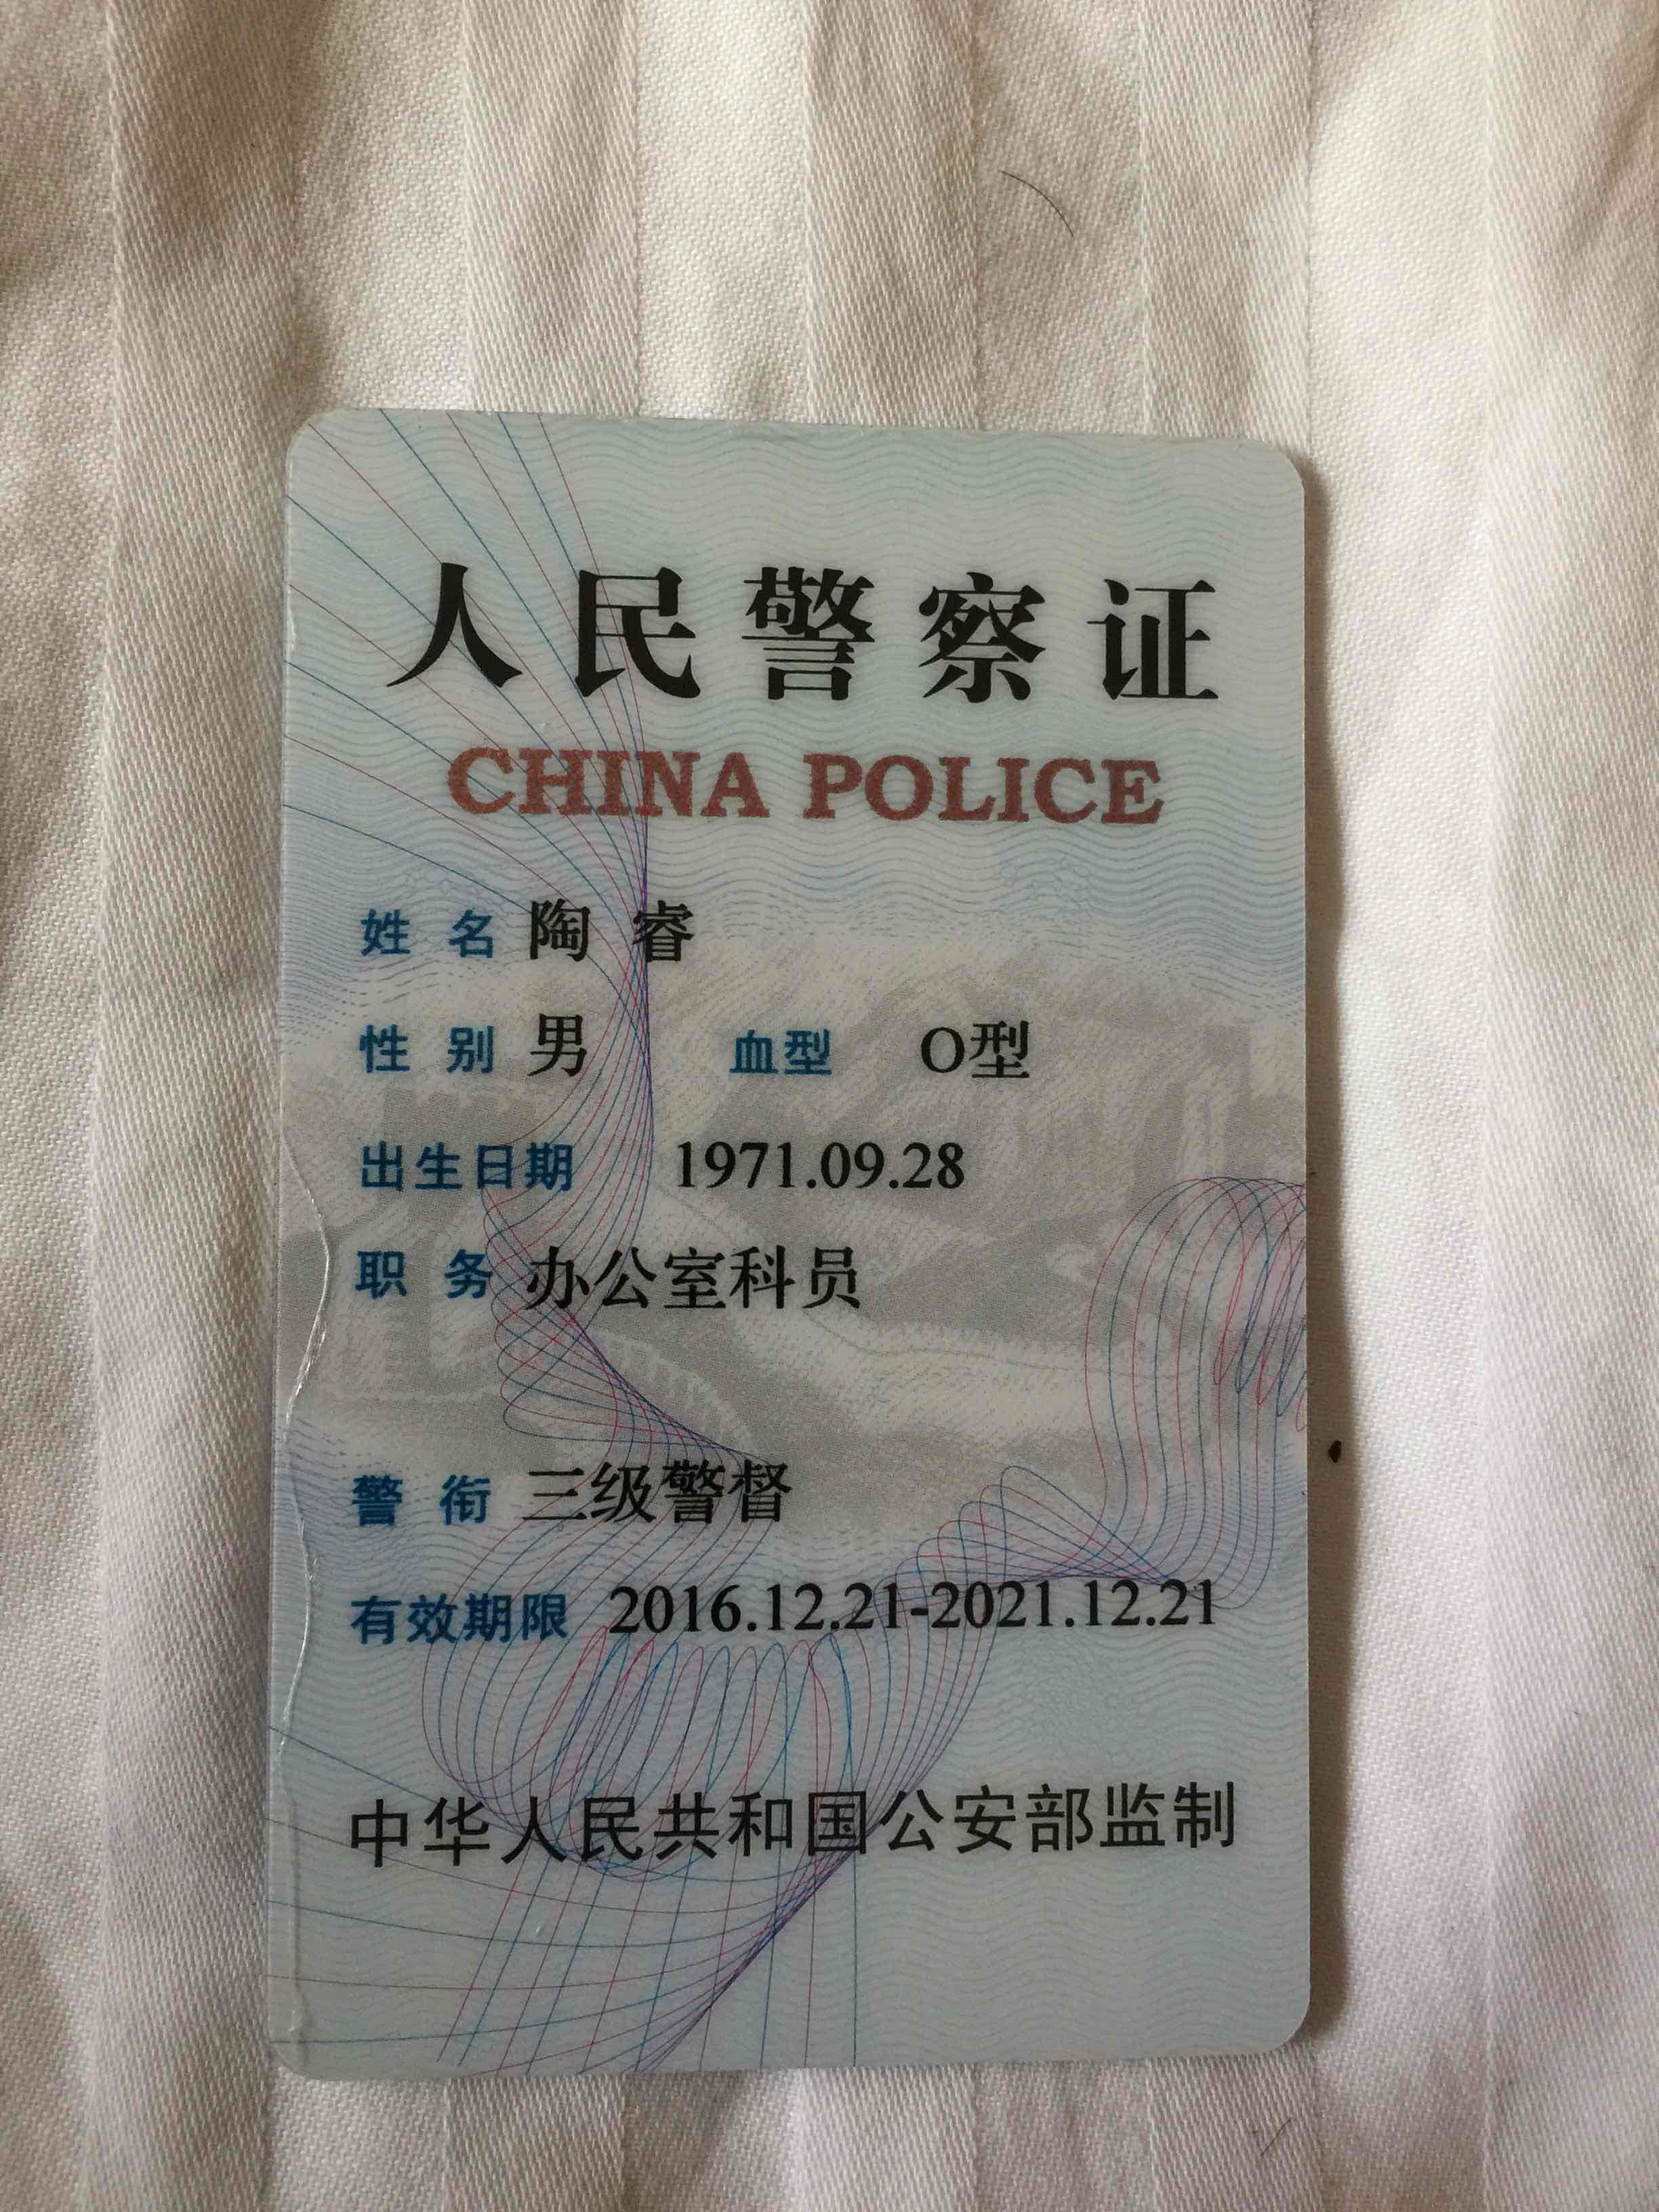 人民警察证
CHINA POLICE
姓 名 陶 睿
性 别 男 血型 O型
出生日期 1971.09.28
职 务 办公室科员
警 衔 三级警督
有效期限 2016.12.21-2021.12.21
中华人民共和国公安部监制